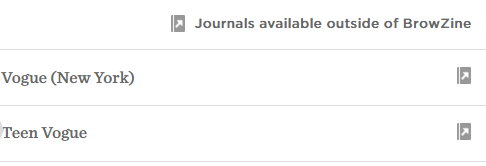 Journals available outside of BrowZine
Vogue (New York)
Teen Vogue